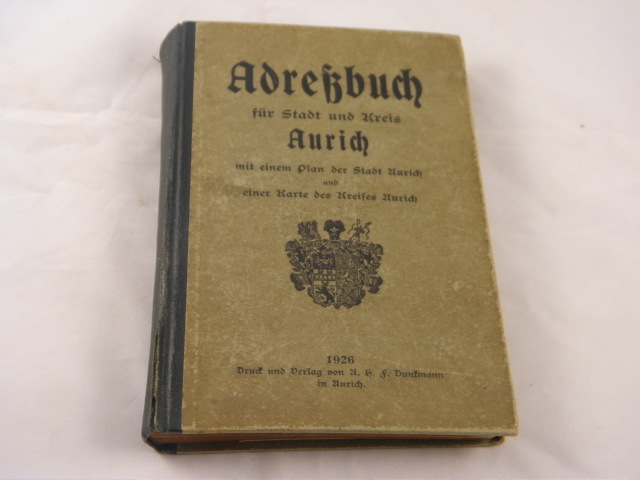 Adreßbuch
für Stadt und Kreis
Aurich
mit einem Plan der Stadt Aurich
und
einer Karte des Kreises Aurich
1926
Druck und Verlag von A. H. F. Dunkmann
in Aurich.